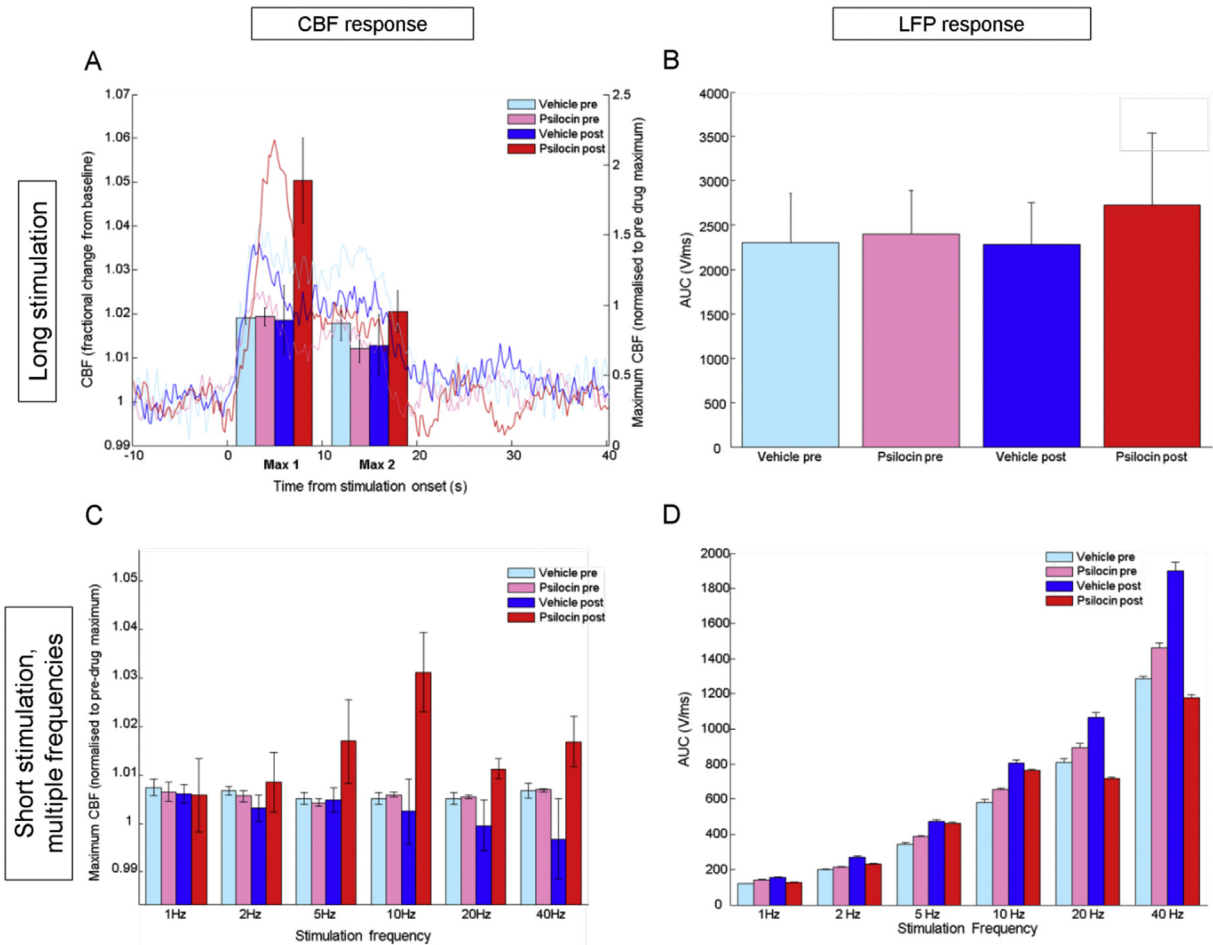 CBF response
LFP response
Long stimulation
A
1.07
1.06
1.05
1.04
1.03
1.02
1.01
1
0.99
CBF (fractional change from baseline)
2.5
2
1.5
1
0.5
0
Maximum CBF (normalised to pre drug maximum)
Vehicle pre
Psilocin pre
Vehicle post
Psilocin post
-10
0
10
20
30
40
Max 1
Max 2
Time from stimulation onset (s)
B
4000
3500
3000
2500
2000
1500
1000
500
0
AUC (V/ms)
Vehicle pre
Psilocin pre
Vehicle post
Psilocin post
Short stimulation,
multiple frequencies
C
1.05
1.04
1.03
1.02
1.01
1
0.99
Maximum CBF (normalised to pre-drug maximum)
Vehicle pre
Psilocin pre
Vehicle post
Psilocin post
1Hz
2Hz
5Hz
10Hz
20Hz
40Hz
Stimulation frequency
D
2000
1800
1600
1400
1200
1000
800
600
400
200
0
AUC (V/ms)
Vehicle pre
Psilocin pre
Vehicle post
Psilocin post
1Hz
2 Hz
5 Hz
10 Hz
20 Hz
40 Hz
Stimulation Frequency